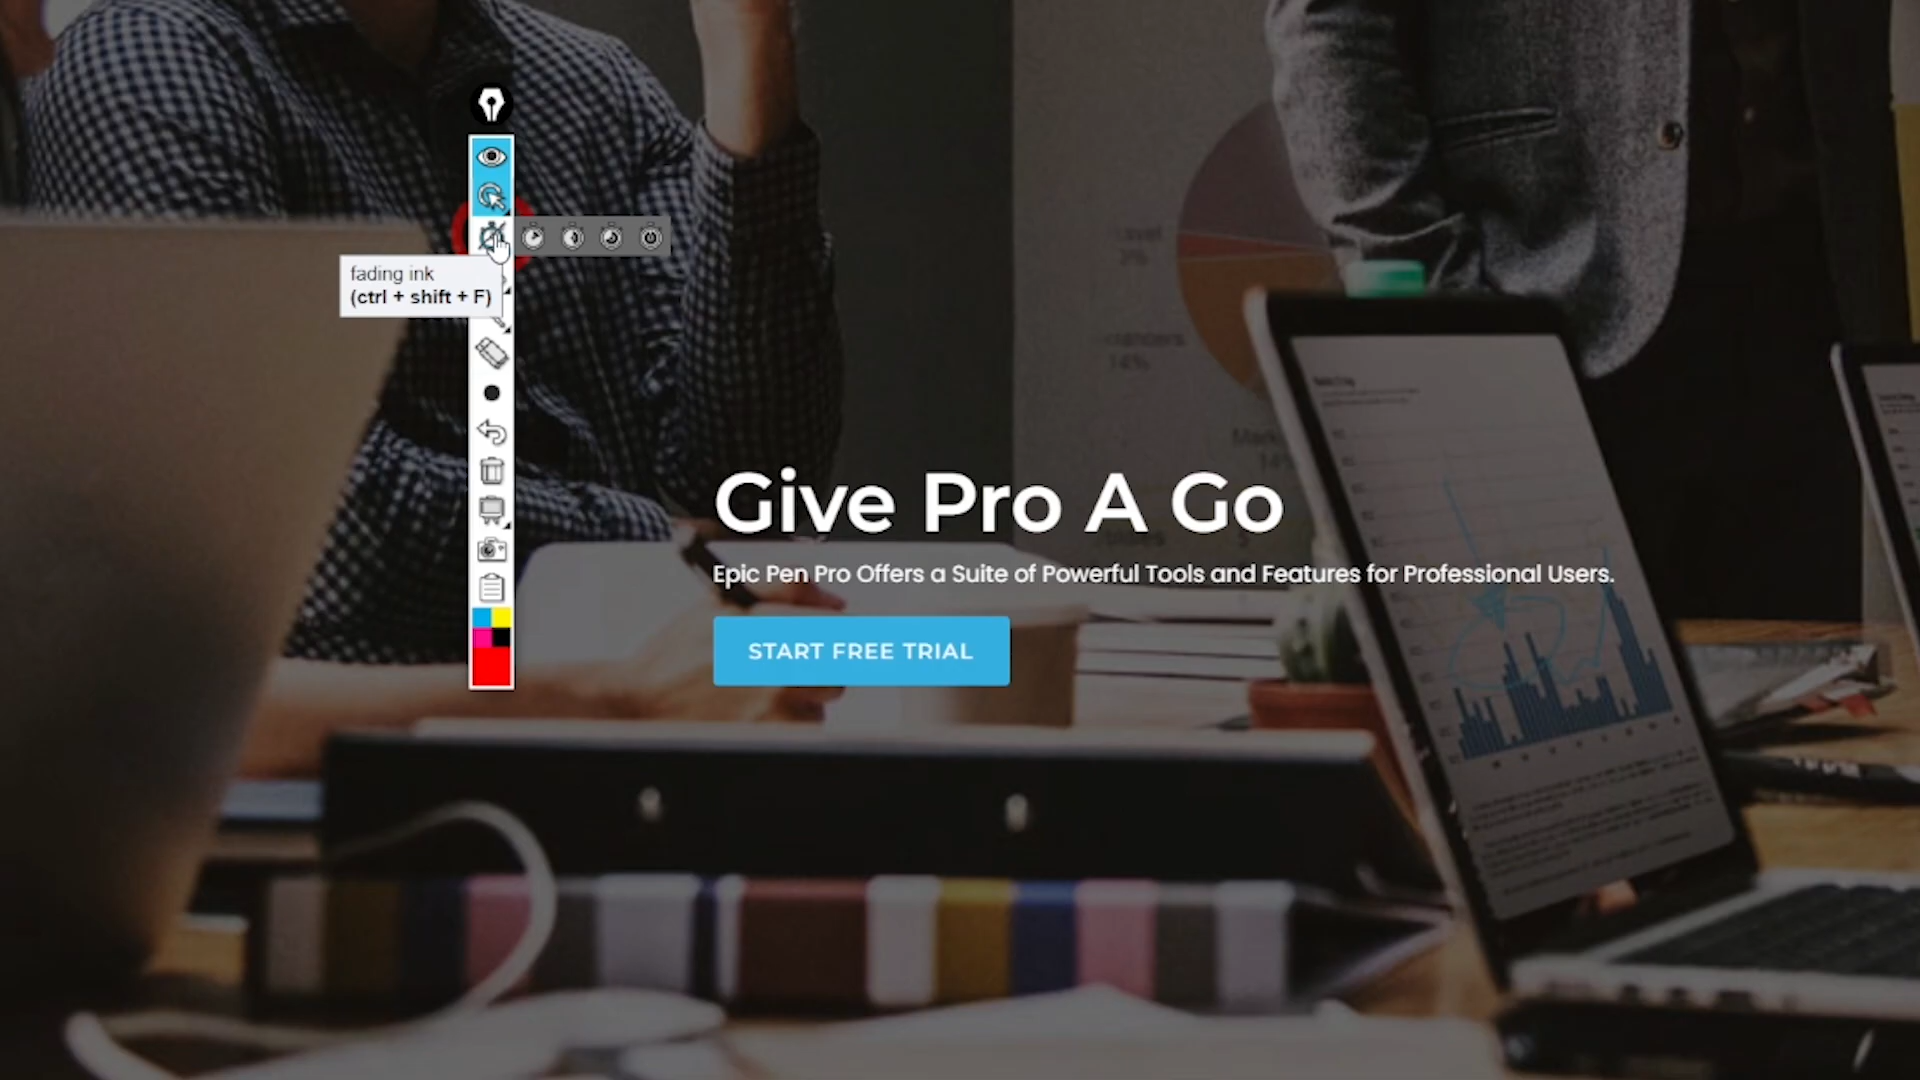 fading ink
(ctrl + shift + F)
Give Pro A Go
Epic Pen Pro Offers a Suite of Powerful Tools and Features for Professional Users.
START FREE TRIAL
14%